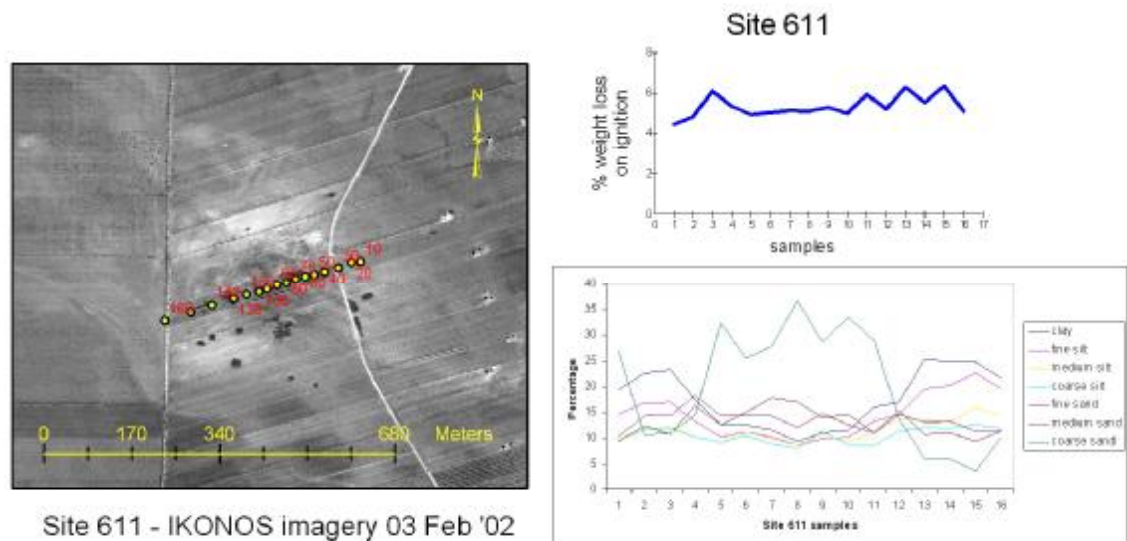 Site 611
N
0 170 340 680 Meters
Site 611 - IKONOS imagery 03 Feb '02
8
6
4
2
0
% weight loss
on ignition
1 2 3 4 5 6 7 8 9 10 11 12 13 14 15 16 17
samples
40
35
30
25
20
15
10
5
0
Percentage
1 2 3 4 5 6 7 8 9 10 11 12 13 14 15 16
Site 611 samples
clay
fine silt
medium silt
coarse silt
fine sand
medium sand
coarse sand
10
20